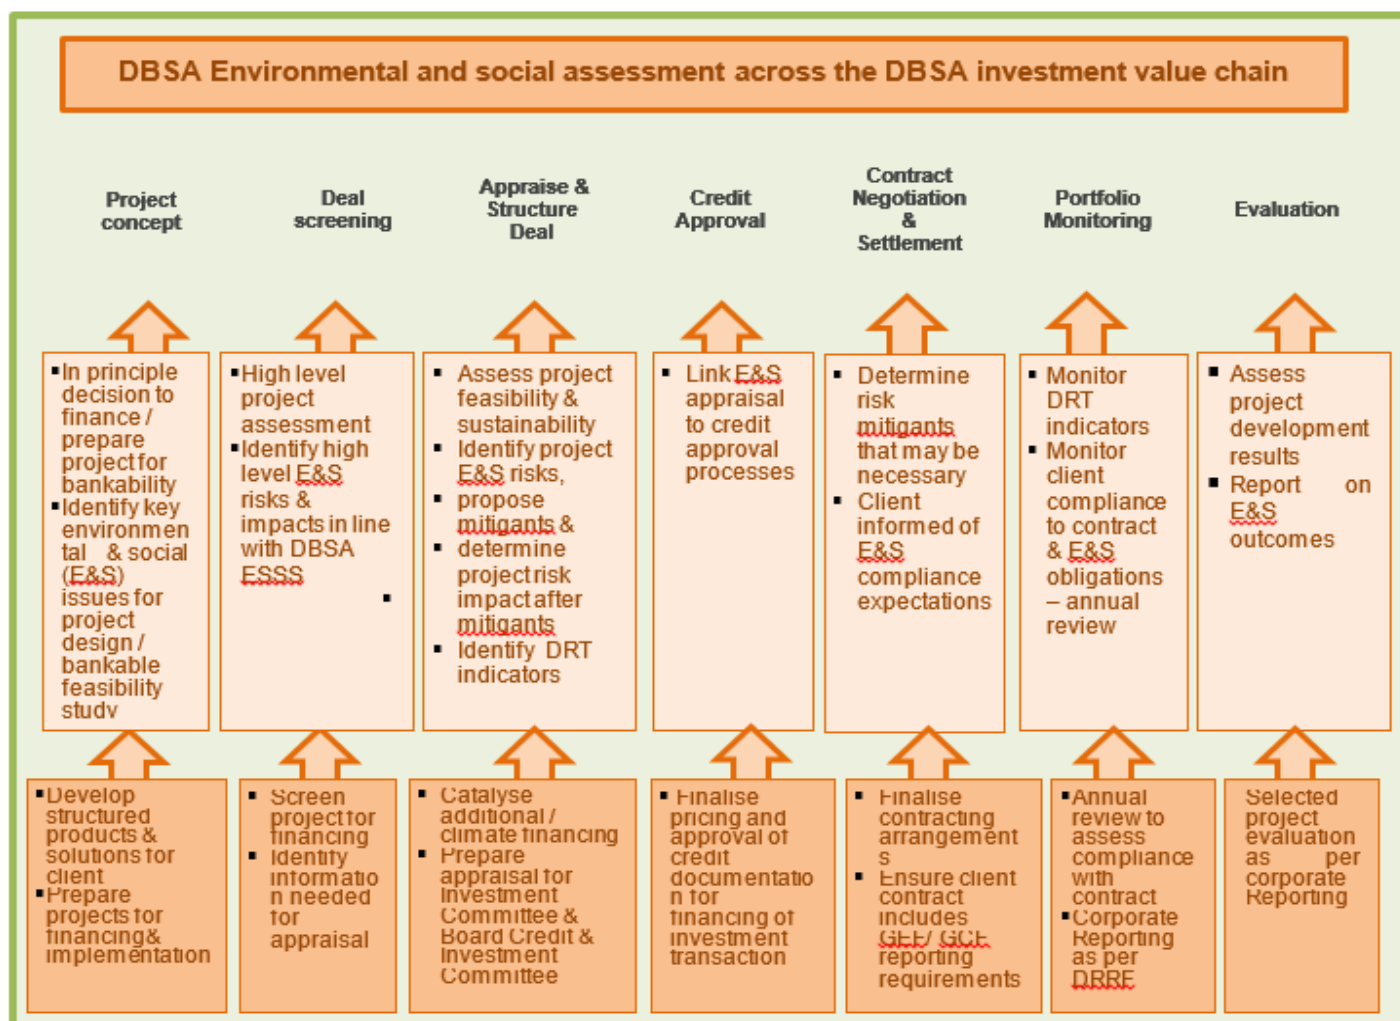 DBSA Environmental and social assessment across the DBSA investment value chain
Project
concept
Deal
screening
Appraise &
Structure
Deal
Credit
Approval
Contract
Negotiation
&
Settlement
Portfolio
Monitoring
Evaluation
▪In principle
decision to
finance /
prepare
project for
bankability
▪Identify key
environmen
tal & social
(E&S)
issues for
project
design /
bankable
feasibility
study
▪High level
project
assessment
▪Identify high
level E&S
risks &
impacts in line
with DBSA
ESSS
▪
▪ Assess project
feasibility &
sustainability
▪ Identify project
E&S risks,
▪ propose
mitigants &
▪ determine
project risk
impact after
mitigants
▪ Identify DRT
indicators
▪ Link E&S
appraisal
to credit
approval
processes
▪ Determine
risk
mitigants
that may be
necessary
▪ Client
informed of
E&S
compliance
expectations
▪ Monitor
DRT
indicators
▪ Monitor
client
compliance
to contract
& E&S
obligations
– annual
review
▪ Assess
project
development
results
▪ Report on
E&S
outcomes
▪Develop
structured
products &
solutions for
client
▪Prepare
projects for
financing&
implementation
▪ Screen
project for
financing
▪ Identify
informatio
n needed
for
appraisal
▪ Catalyse
additional /
climate financing
▪ Prepare
appraisal for
Investment
Committee &
Board Credit &
Investment
Committee
▪ Finalise
pricing and
approval of
credit
documentatio
n for
financing of
investment
transaction
▪ Finalise
contracting
arrangement
s
▪ Ensure client
contract
includes
GEF/ GCF
reporting
requirements
▪Annual
review to
assess
compliance
with
contract
▪Corporate
Reporting
as per
DRRF
Selected
project
evaluation
as per
corporate
Reporting